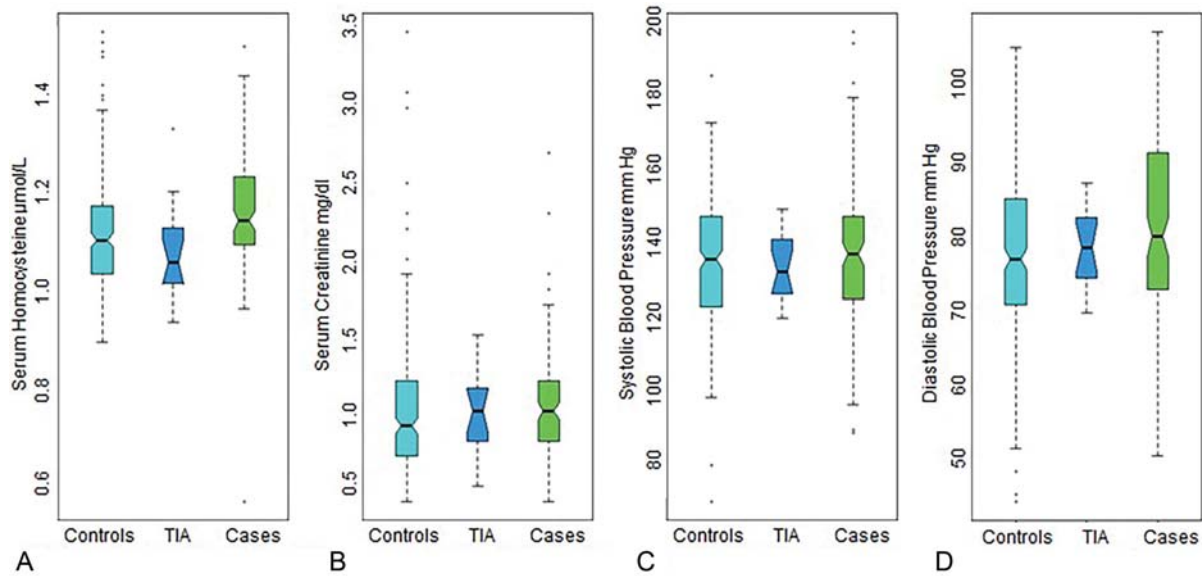 Serum Homocysteine µmol/L
1.4
1.2
1.0
0.8
0.6
Controls TIA Cases
A
Serum Creatinine mg/dl
3.5
3.0
2.5
2.0
1.5
1.0
0.5
Controls TIA Cases
B
Systolic Blood Pressure mm Hg
200
180
160
140
120
100
80
Controls TIA Cases
C
Diastolic Blood Pressure mm Hg
100
90
80
70
60
50
Controls TIA Cases
D